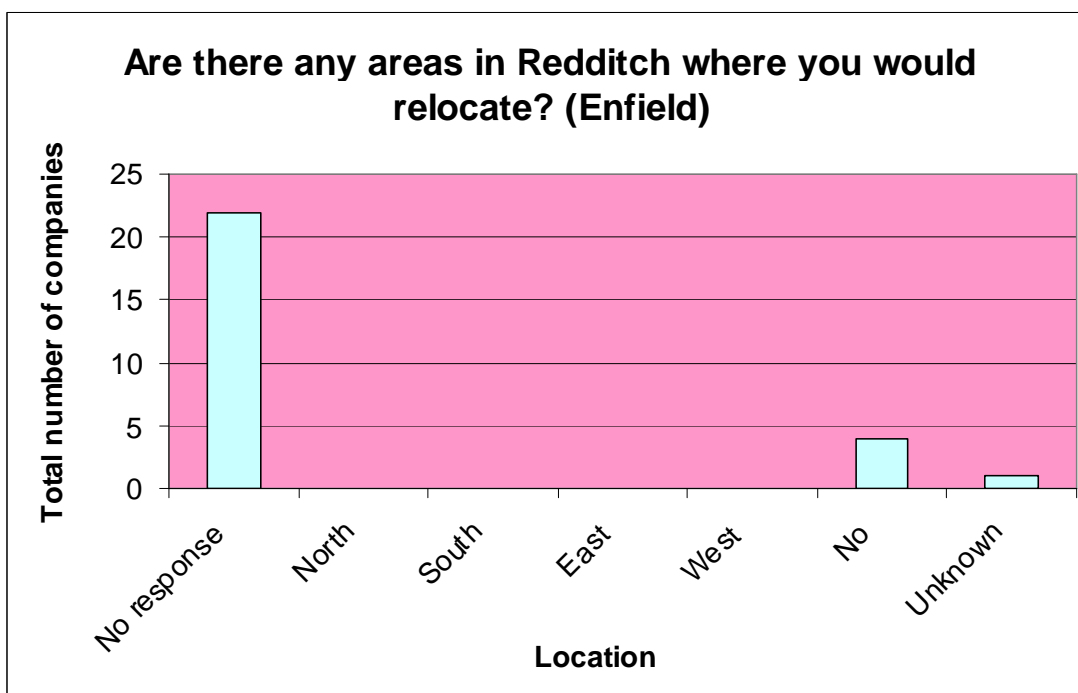 Are there any areas in Redditch where you would
relocate? (Enfield)
Total number of companies
25
20
15
10
5
0
No response
North
South
East
West
No
Unknown
Location